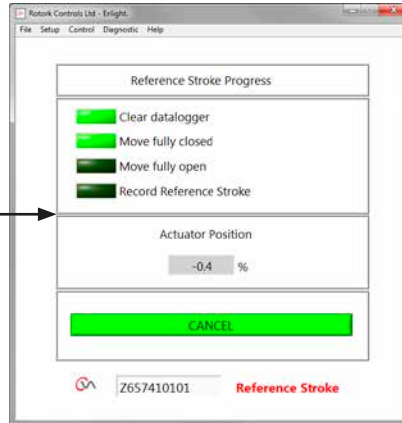 Rotork Controls Ltd - Enlight.
File Setup Control Diagnostic Help
Reference Stroke Progress
Clear datalogger
Move fully closed
Move fully open
Record Reference Stroke
Actuator Position
-0.4 %
CANCEL
Z657410101 Reference Stroke